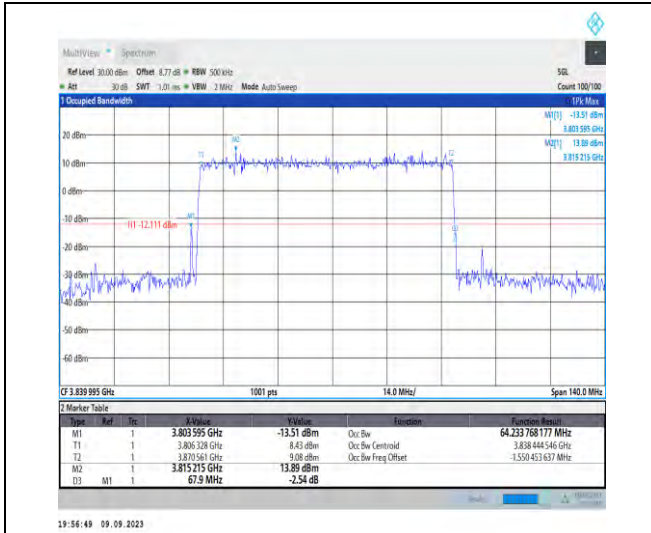 MultiView Spectrum
Ref Level 30.00 dBm Offset 8.77 dB RBW 500 kHz SGL
Att 30 dB SWT 1.01 ms VBW 2 MHz Mode Auto Sweep Count 100/100
1 Occupied Bandwidth 1Pk Max
M1[1] -13.51 dBm
3.803 595 GHz
M2[1] 13.89 dBm
3.815 215 GHz
20 dBm
M2
T1 T2
10 dBm
0 dBm
-10 dBm
M1
H1 -12.111 dBm
D3
-20 dBm
-30 dBm
-40 dBm
-50 dBm
-60 dBm
CF 3.839 995 GHz 1001 pts 14.0 MHz/ Span 140.0 MHz
2 Marker Table
Type Ref Trc X-Value Y-Value Function Function Result
M1 1 3.803 595 GHz -13.51 dBm Occ Bw 64.233 768 177 MHz
T1 1 3.806 328 GHz 8.43 dBm Occ Bw Centroid 3.838 444 546 GHz
T2 1 3.870 561 GHz 9.08 dBm Occ Bw Freq Offset -1.550 453 637 MHz
M2 1 3.815 215 GHz 13.89 dBm
D3 M1 1 67.9 MHz -2.54 dB
19:56:49 09.09.2023